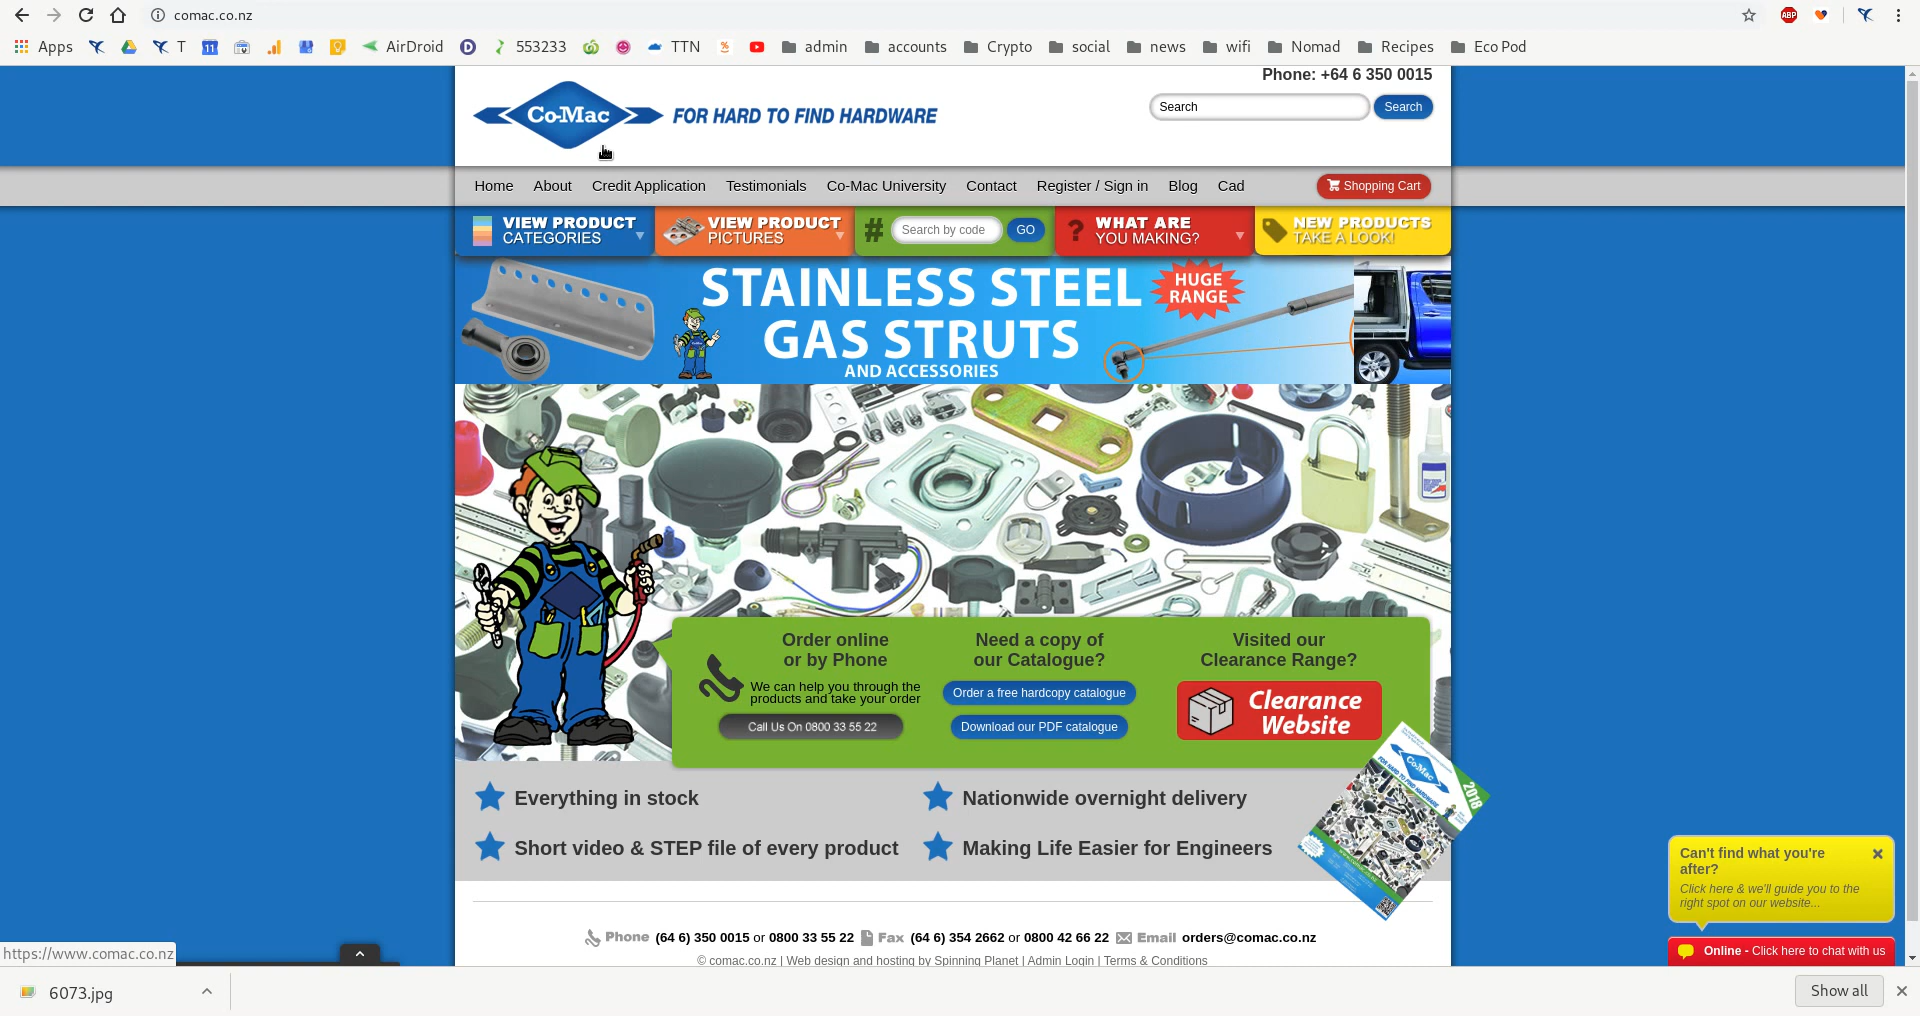 comac.co.nz
Apps T 11 AirDroid D 553233 TTN admin accounts Crypto social news wifi Nomad Recipes Eco Pod
ABP
Phone: +64 6 350 0015
Co-Mac FOR HARD TO FIND HARDWARE
Search Search
Home About Credit Application Testimonials Co-Mac University Contact Register / Sign in Blog Cad Shopping Cart
VIEW PRODUCT CATEGORIES
VIEW PRODUCT PICTURES
# Search by code GO
? WHAT ARE YOU MAKING?
NEW PRODUCTS TAKE A LOOK!
STAINLESS STEEL
GAS STRUTS
AND ACCESSORIES
HUGE
RANGE
Order online
or by Phone
We can help you through the
products and take your order
Call Us On 0800 33 55 22
Need a copy of
our Catalogue?
Order a free hardcopy catalogue
Download our PDF catalogue
Visited our
Clearance Range?
Clearance
Website
Co-Mac
FOR HARD TO FIND HARDWARE
2018
Everything in stock
Nationwide overnight delivery
Short video & STEP file of every product
Making Life Easier for Engineers
Can't find what you're
after?
Click here & we'll guide you to the
right spot on our website...
Online - Click here to chat with us
Phone (64 6) 350 0015 or 0800 33 55 22 Fax (64 6) 354 2662 or 0800 42 66 22 Email orders@comac.co.nz
© comac.co.nz | Web design and hosting by Spinning Planet | Admin Login | Terms & Conditions
https://www.comac.co.nz
6073.jpg
Show all